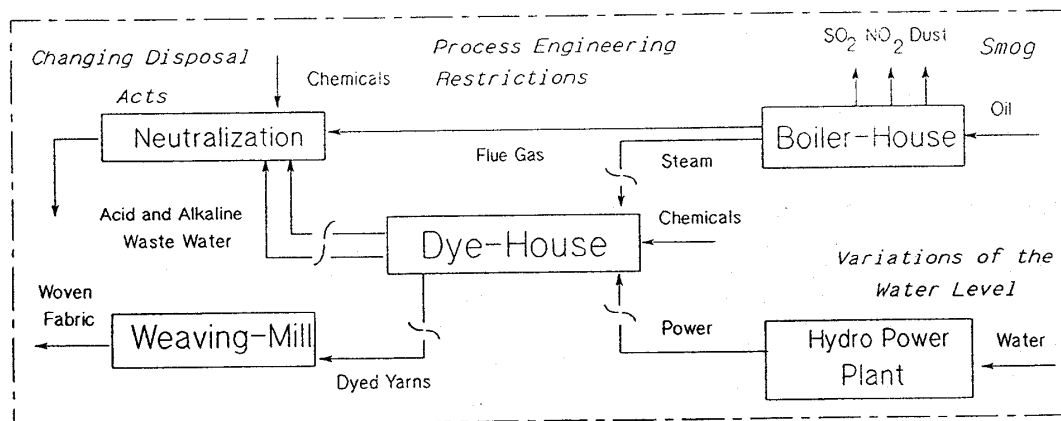 Changing Disposal
Acts
Process Engineering
Restrictions
SO2 NO2 Dust
Smog
Chemicals
Oil
Neutralization
Boiler-House
Flue Gas
Steam
Acid and Alkaline
Waste Water
Chemicals
Dye-House
Variations of the
Water Level
Woven
Fabric
Weaving-Mill
Power
Hydro Power
Plant
Water
Dyed Yarns